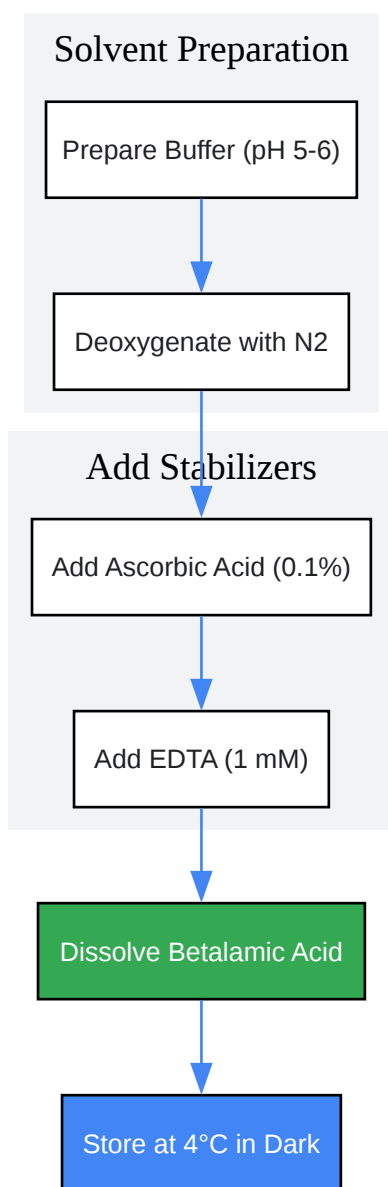 Solvent Preparation
Prepare Buffer (pH 5-6)
Deoxygenate with N2
Add Stabilizers
Add Ascorbic Acid (0.1%)
Add EDTA (1 mM)
Dissolve Betalamic Acid
Store at 4°C in Dark